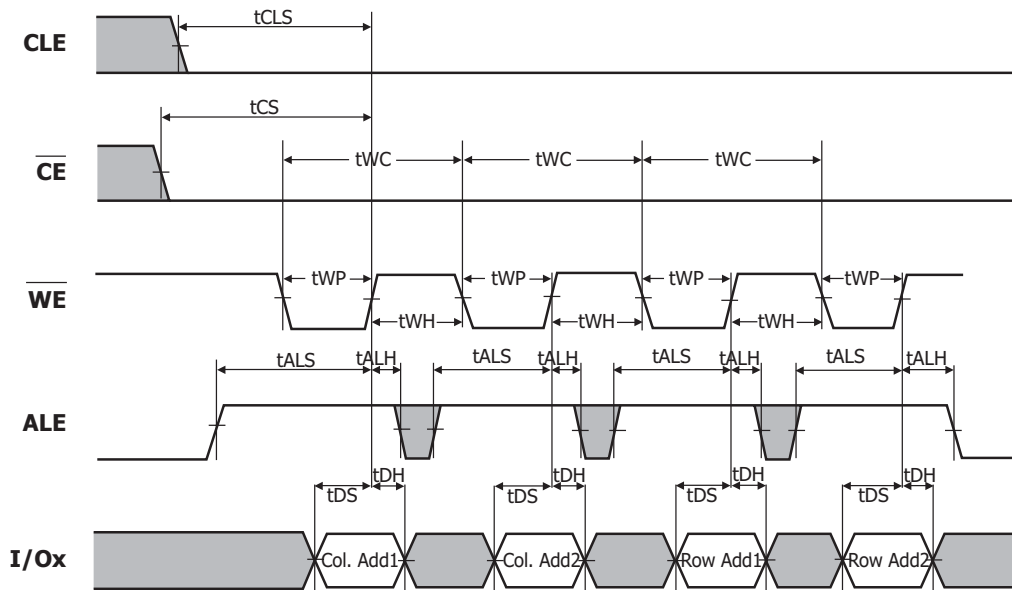 tCLS
CLE
tCS
CE
tWC tWC tWC
WE
tWP tWP tWP tWP
tWH tWH tWH
tALS tALH tALS tALH tALS tALH tALS tALH
ALE
tDS tDH tDS tDH tDS tDH tDS tDH
I/Ox
Col. Add1 Col. Add2 Row Add1 Row Add2